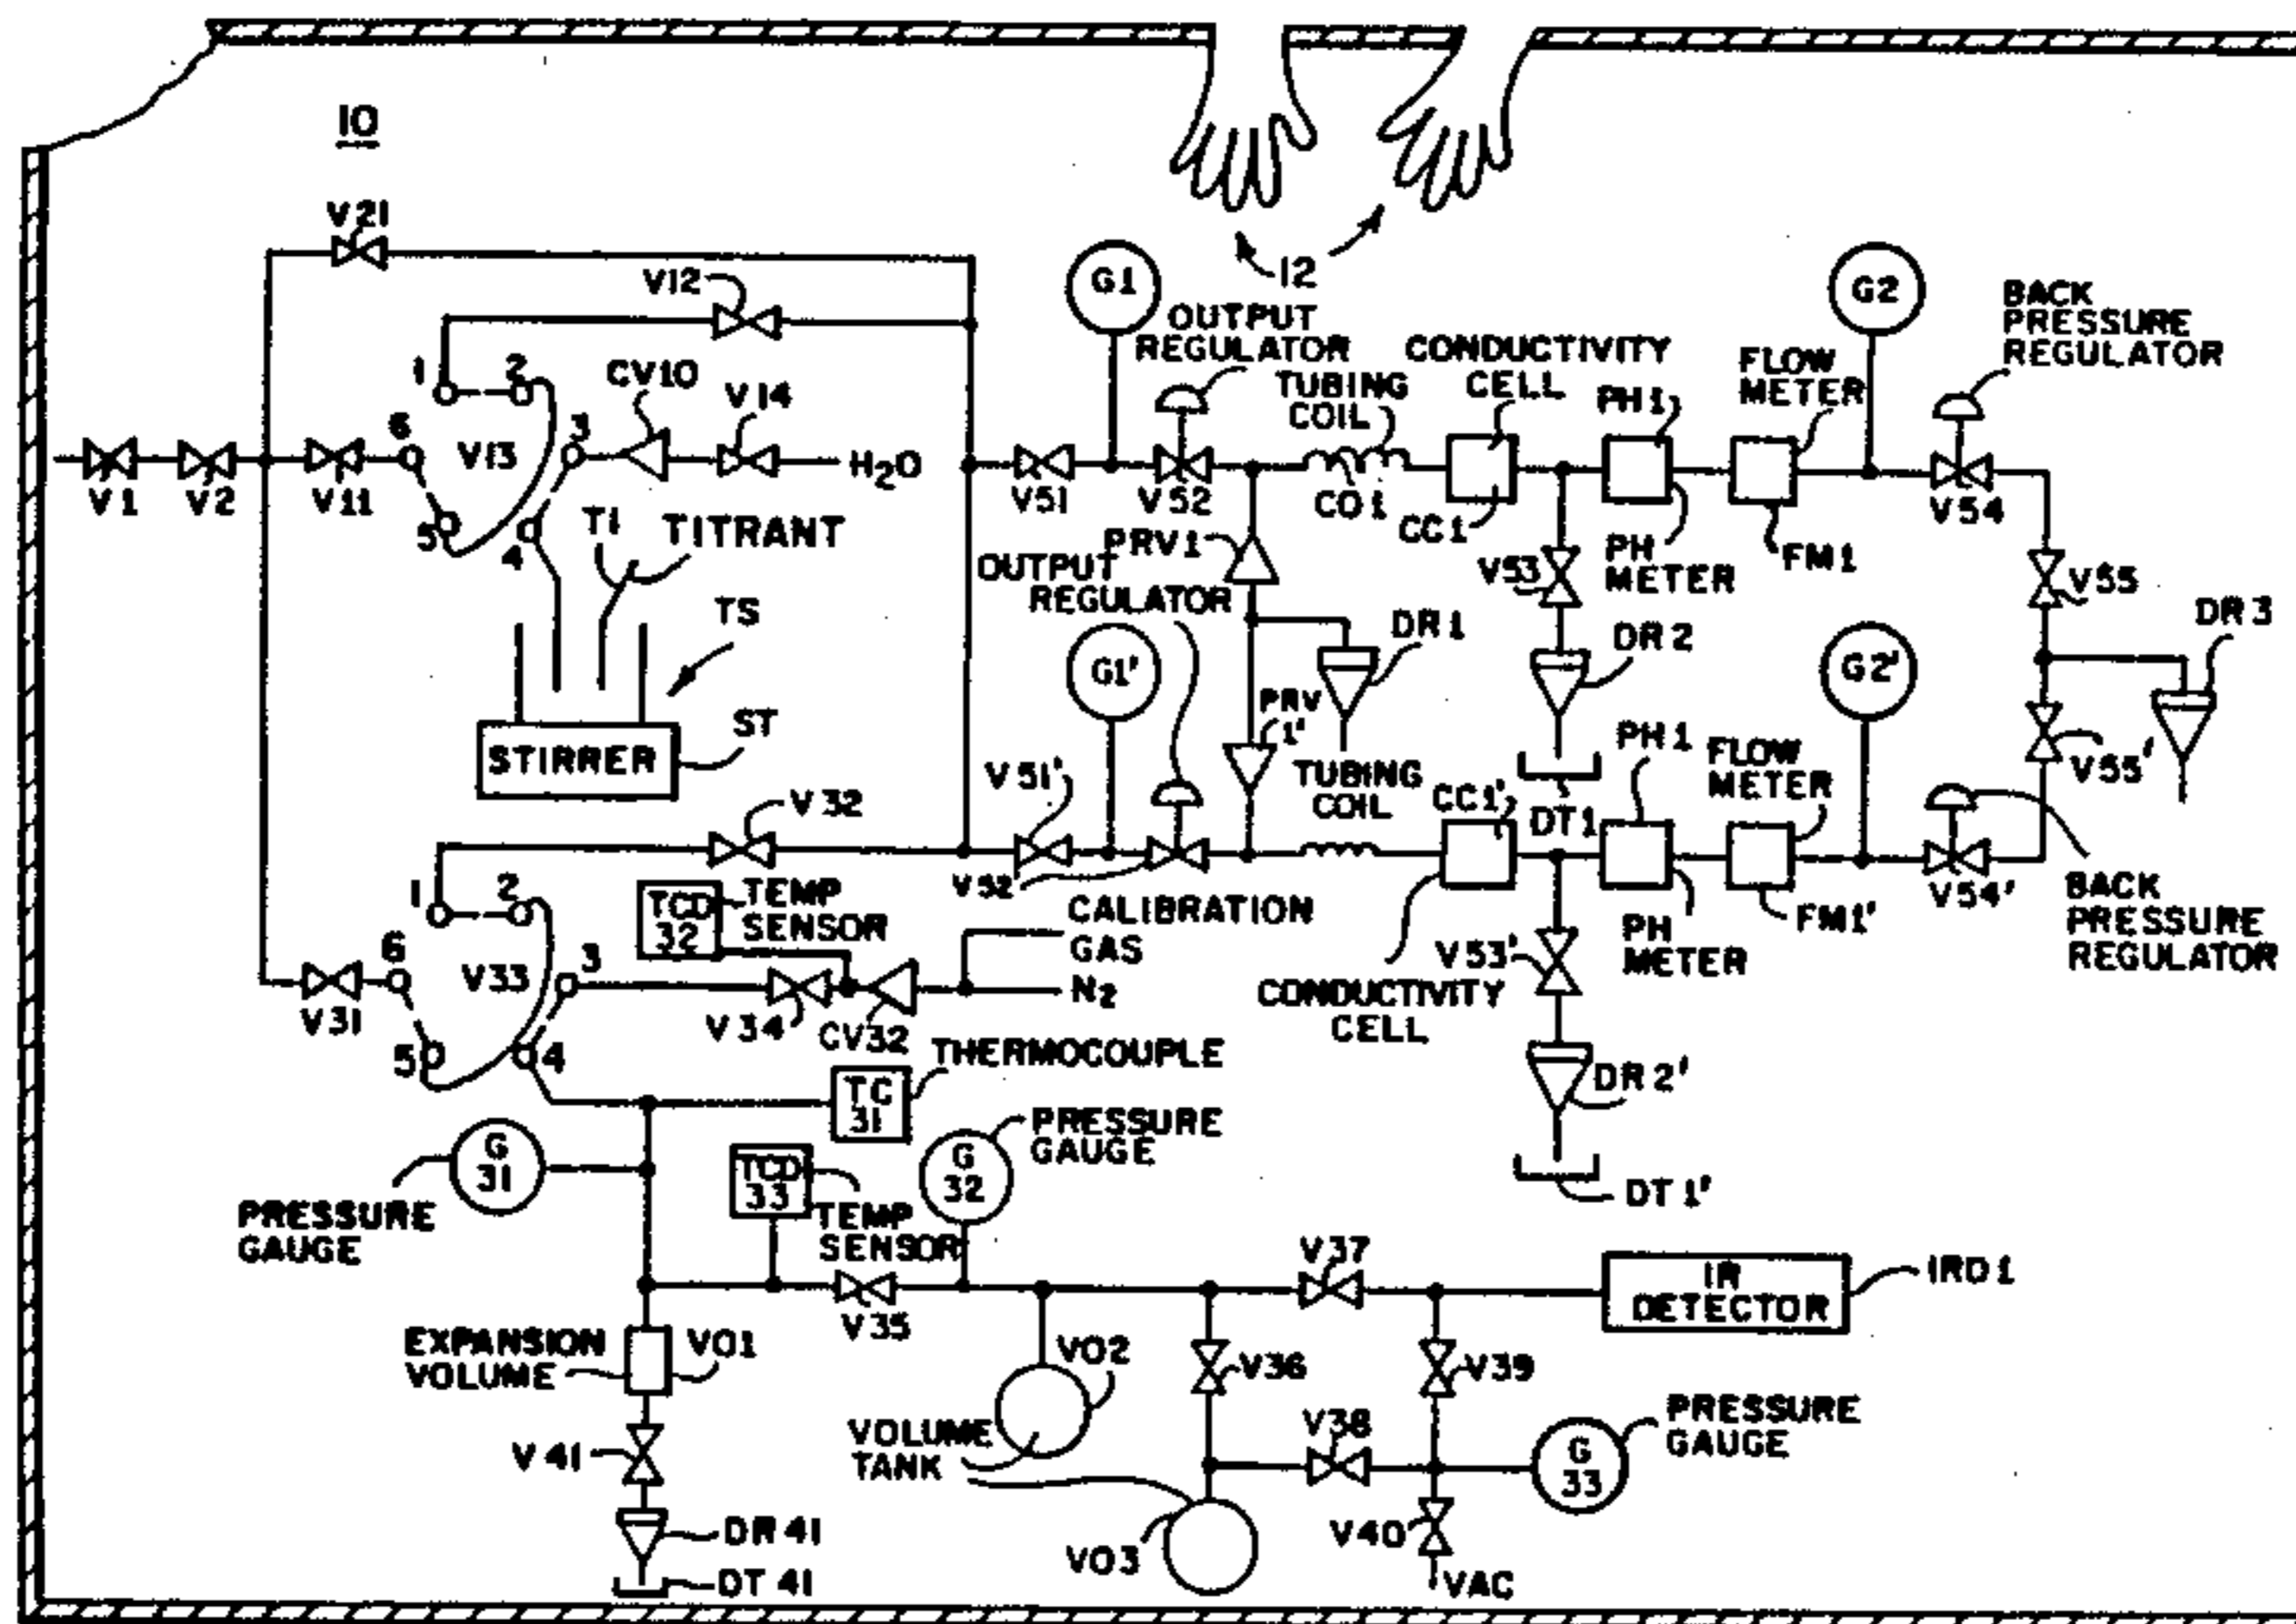 10
12
V21
V12
G1
G2
OUTPUT
REGULATOR
BACK
PRESSURE
REGULATOR
TUBING
COIL
CONDUCTIVITY
CELL
FLOW
METER
PH1
1
2
CV10
V14
6
V13
3
H2O
V1
V2
V11
5
4
T1
TITRANT
V51
V52
CO1
CC1
V54
PRV1
V53
PH
METER
FM1
V55
OUTPUT
REGULATOR
TS
DR1
DR2
DR3
G1'
G2'
PRV
1'
ST
STIRRER
V51'
TUBING
COIL
CC1'
DT1
PH1
FLOW
METER
V55'
V32
1
2
TCD
32
TEMP
SENSOR
V52'
CALIBRATION
GAS
N2
V53'
PH
METER
FM1'
V54'
BACK
PRESSURE
REGULATOR
6
V33
3
V31
V34
CV32
CONDUCTIVITY
CELL
5
4
THERMOCOUPLE
TC
31
DR2'
G
31
PRESSURE
GAUGE
TCD
33
TEMP
SENSOR
G
32
PRESSURE
GAUGE
DT1'
V35
V37
IR
DETECTOR
IRD1
EXPANSION
VOLUME
VO1
VO2
V36
V39
V41
VOLUME
TANK
V38
G
33
PRESSURE
GAUGE
DR41
DT41
VO3
V40
VAC